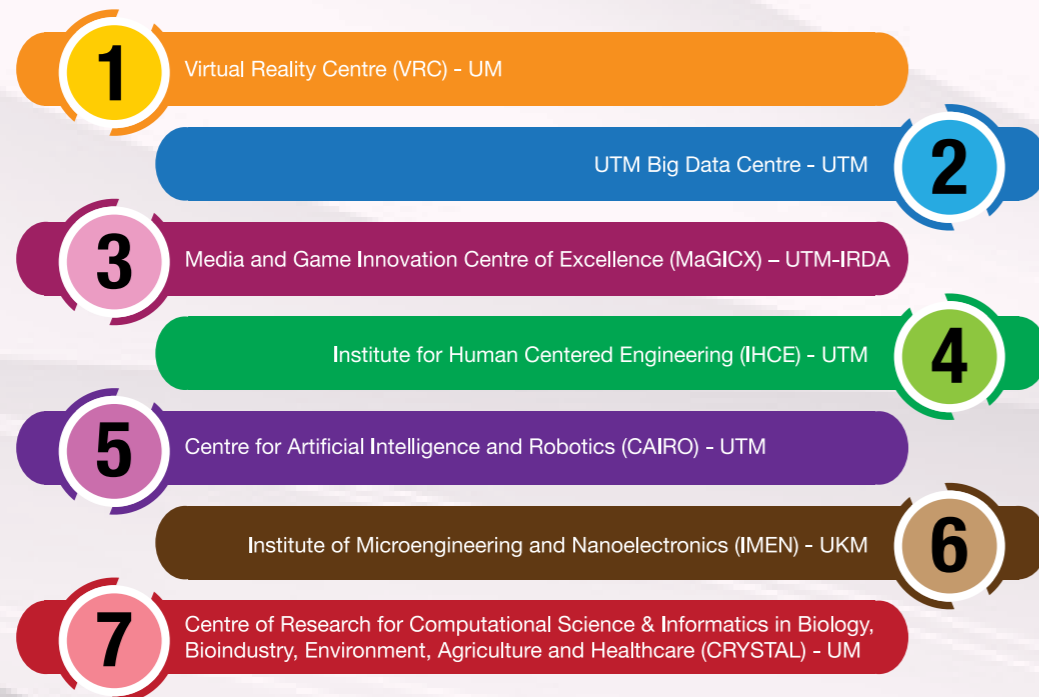 1
Virtual Reality Centre (VRC) - UM
UTM Big Data Centre - UTM
2
3
Media and Game Innovation Centre of Excellence (MaGICX) – UTM-IRDA
Institute for Human Centered Engineering (IHCE) - UTM
4
5
Centre for Artificial Intelligence and Robotics (CAIRO) - UTM
Institute of Microengineering and Nanoelectronics (IMEN) - UKM
6
7
Centre of Research for Computational Science & Informatics in Biology,
Bioindustry, Environment, Agriculture and Healthcare (CRYSTAL) - UM